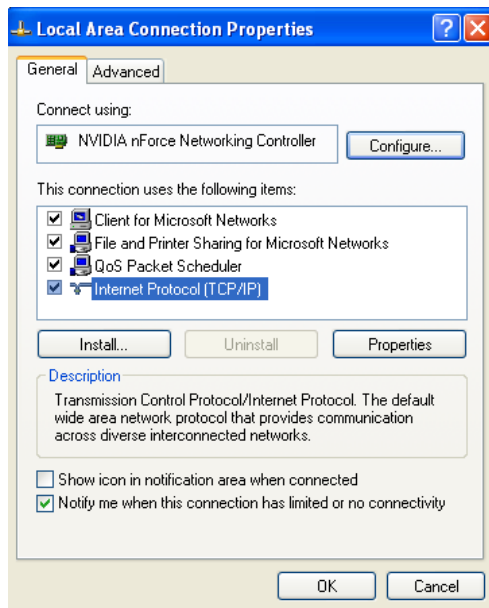 Local Area Connection Properties
General Advanced
Connect using:
NVIDIA nForce Networking Controller Configure...
This connection uses the following items:
Client for Microsoft Networks
File and Printer Sharing for Microsoft Networks
QoS Packet Scheduler
Internet Protocol (TCP/IP)
Install... Uninstall Properties
Description
Transmission Control Protocol/Internet Protocol. The default
wide area network protocol that provides communication
across diverse interconnected networks.
Show icon in notification area when connected
Notify me when this connection has limited or no connectivity
OK Cancel